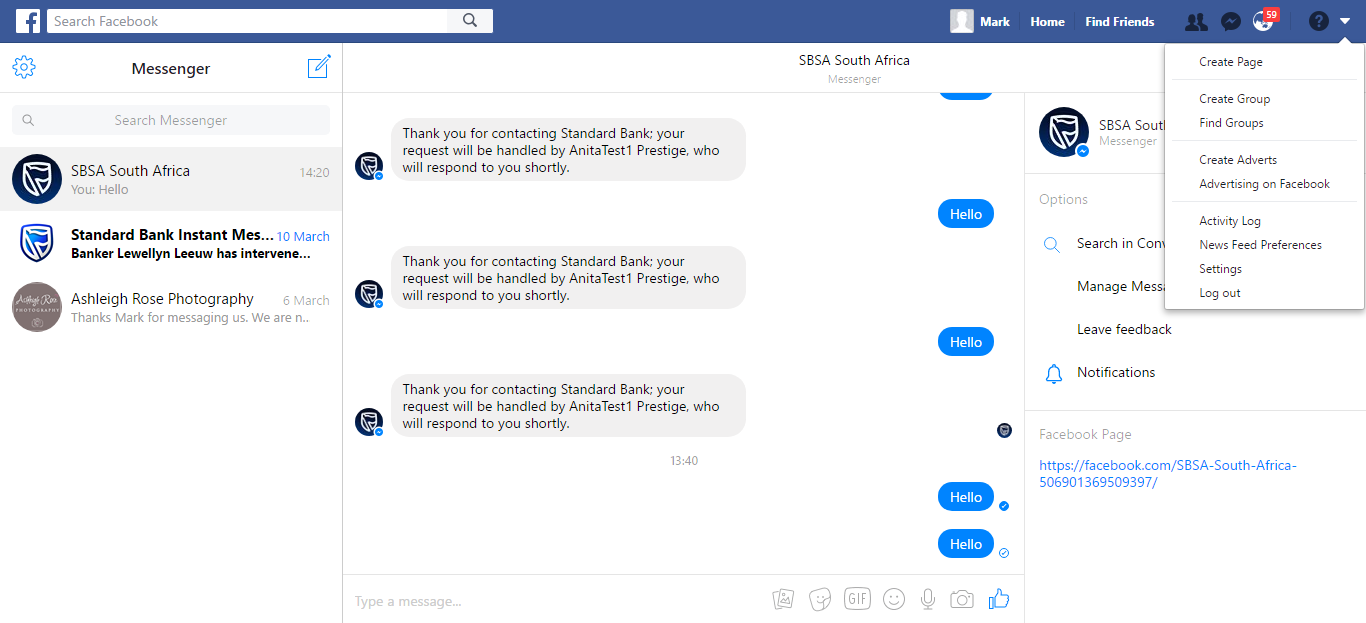 Search Facebook
Mark
Home
Find Friends
59
?
Messenger
Search Messenger
SBSA South Africa
14:20
You: Hello
Standard Bank Instant Mes...
10 March
Banker Lewellyn Leeuw has intervene...
Ashleigh Rose Photography
6 March
Thanks Mark for messaging us. We are n..
Ashleigh Rose
PHOTOGRAPHY
SBSA South Africa
Messenger
Thank you for contacting Standard Bank; your
request will be handled by AnitaTest1 Prestige, who
will respond to you shortly.
Hello
Thank you for contacting Standard Bank; your
request will be handled by AnitaTest1 Prestige, who
will respond to you shortly.
Hello
Thank you for contacting Standard Bank; your
request will be handled by AnitaTest1 Prestige, who
will respond to you shortly.
13:40
Hello
Hello
Type a message...
GIF
SBSA Sout
Messenger
Options
Search in Conv
Manage Messa
Leave feedback
Notifications
Facebook Page
https://facebook.com/SBSA-South-Africa-
506901369509397/
Create Page
Create Group
Find Groups
Create Adverts
Advertising on Facebook
Activity Log
News Feed Preferences
Settings
Log out